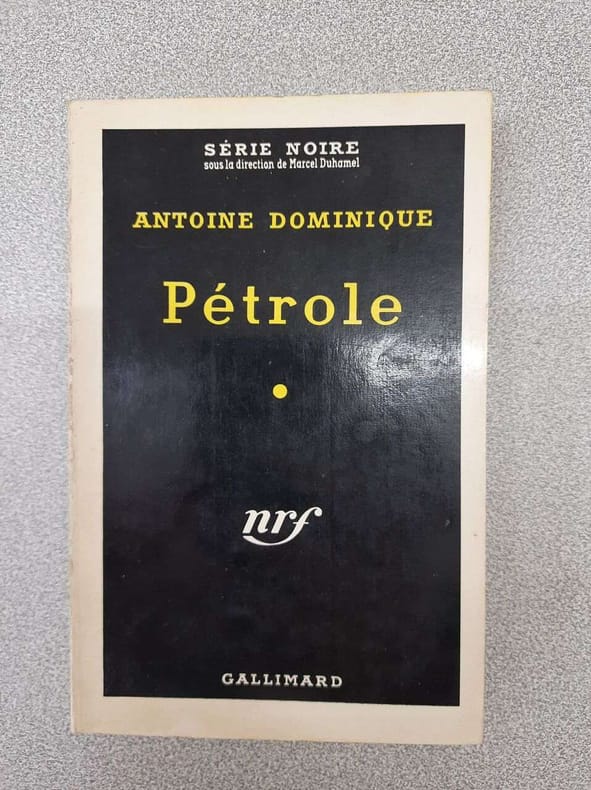 SÉRIE NOIRE
sous la direction de Marcel Duhamel
ANTOINE DOMINIQUE
Pétrole
nrf
GALLIMARD